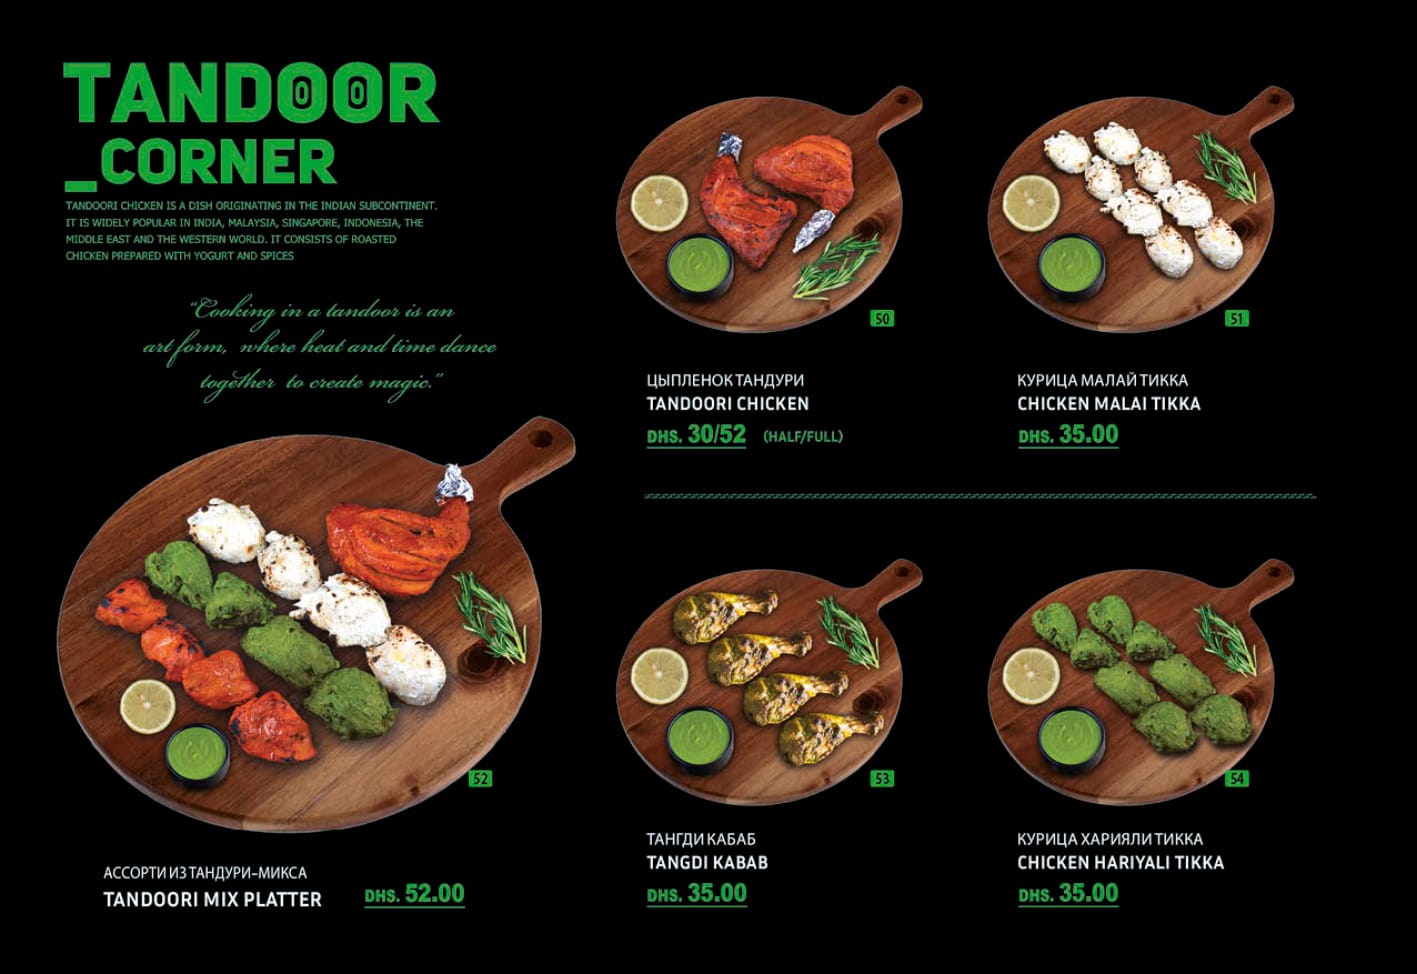 TANDOOR
_CORNER
TANDOORI CHICKEN IS A DISH ORIGINATING IN THE INDIAN SUBCONTINENT.
IT IS WIDELY POPULAR IN INDIA, MALAYSIA, SINGAPORE, INDONESIA, THE
MIDDLE EAST AND THE WESTERN WORLD. IT CONSISTS OF ROASTED
CHICKEN PREPARED WITH YOGURT AND SPICES
"Cooking in a tandoor is an
art form, where heat and time dance
together to create magic."
52
АССОРТИ ИЗ ТАНДУРИ-МИКСА
TANDOORI MIX PLATTER DHS. 52.00
50
ЦЫПЛЕНОК ТАНДУРИ
TANDOORI CHICKEN
DHS. 30/52 (HALF/FULL)
51
КУРИЦА МАЛАЙ ТИККА
CHICKEN MALAI TIKKA
DHS. 35.00
53
ТАНГДИ КАБАБ
TANGDI KABAB
DHS. 35.00
54
КУРИЦА ХАРИЯЛИ ТИККА
CHICKEN HARIYALI TIKKA
DHS. 35.00